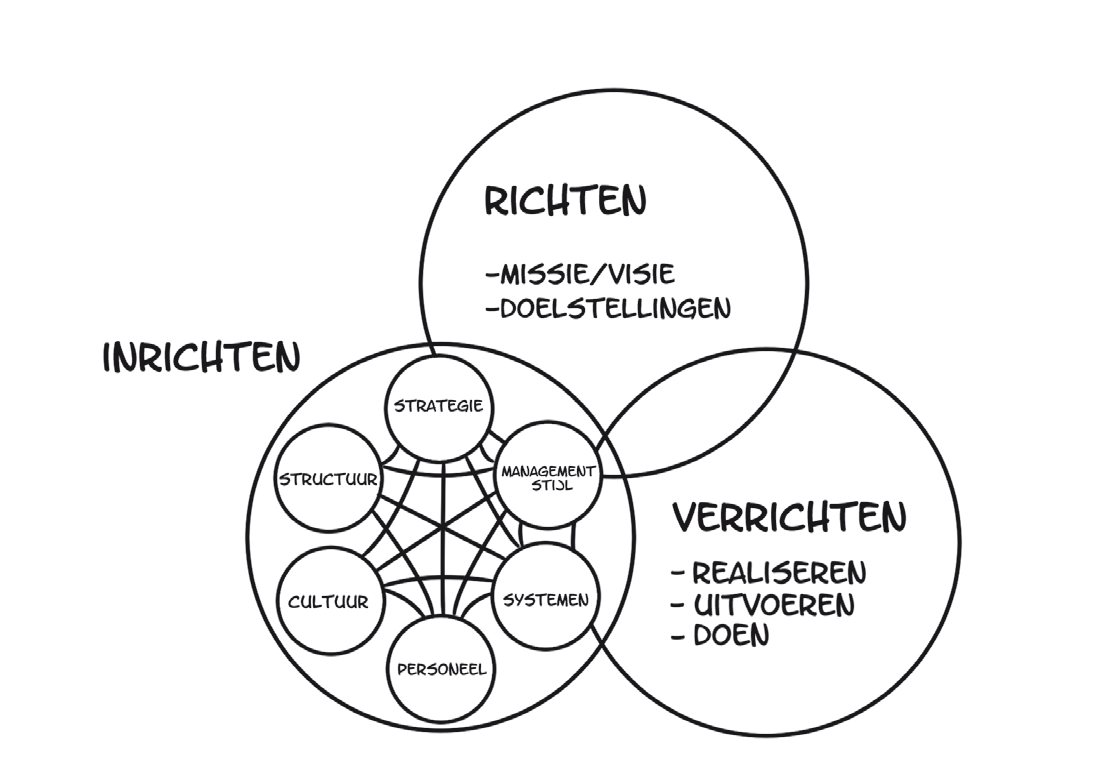 RICHTEN
-MISSIE/VISIE
-DOELSTELLINGEN
INRICHTEN
STRATEGIE
STRUCTUUR
MANAGEMENT
STIJL
CULTUUR
SYSTEMEN
PERSONEEL
VERRICHTEN
- REALISEREN
- UITVOEREN
- DOEN